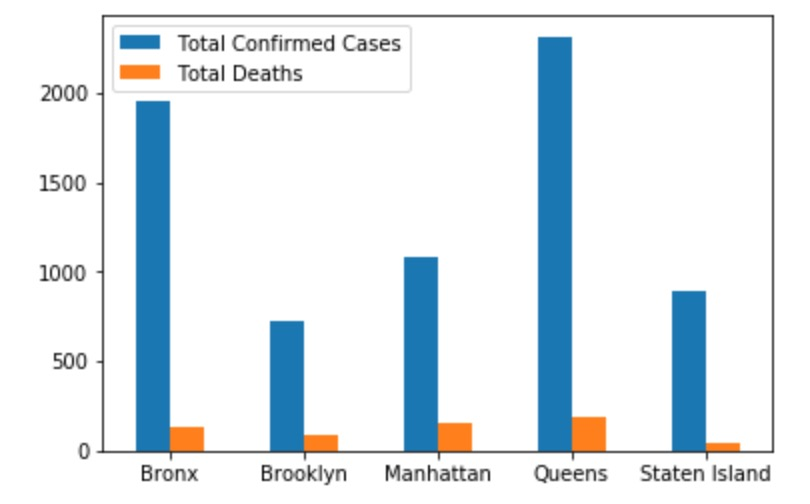 Total Confirmed Cases
Total Deaths
2000
1500
1000
500
0
Bronx Brooklyn Manhattan Queens Staten Island